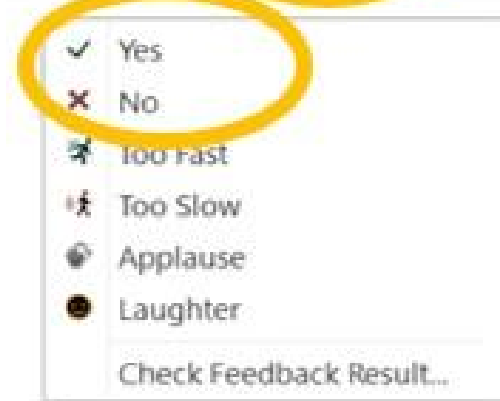 Yes
No
Too Fast
Too Slow
Applause
Laughter
Check Feedback Result...